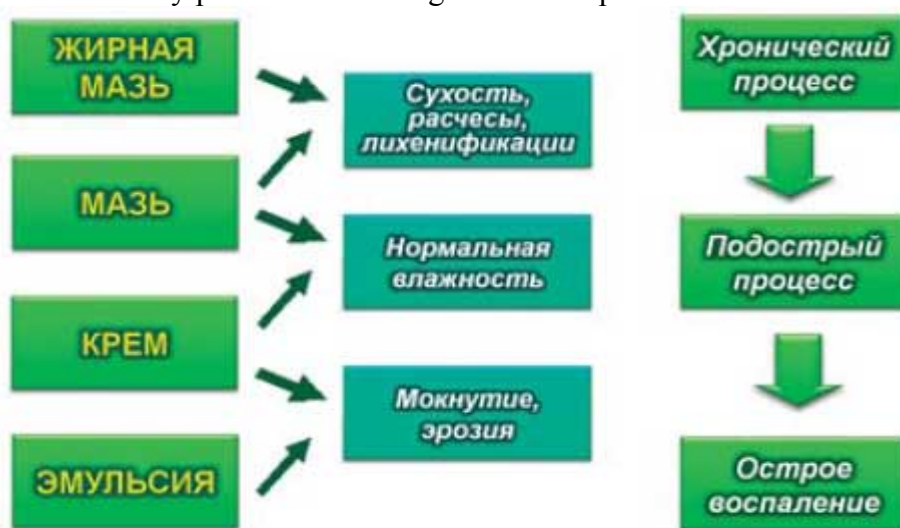 ЖИРНАЯ
МАЗЬ
МАЗЬ
КРЕМ
ЭМУЛЬСИЯ
Сухость,
расчесы,
лихенификации
Нормальная
влажность
Мокнутие,
эрозия
Хронический
процесс
Подострый
процесс
Острое
воспаление